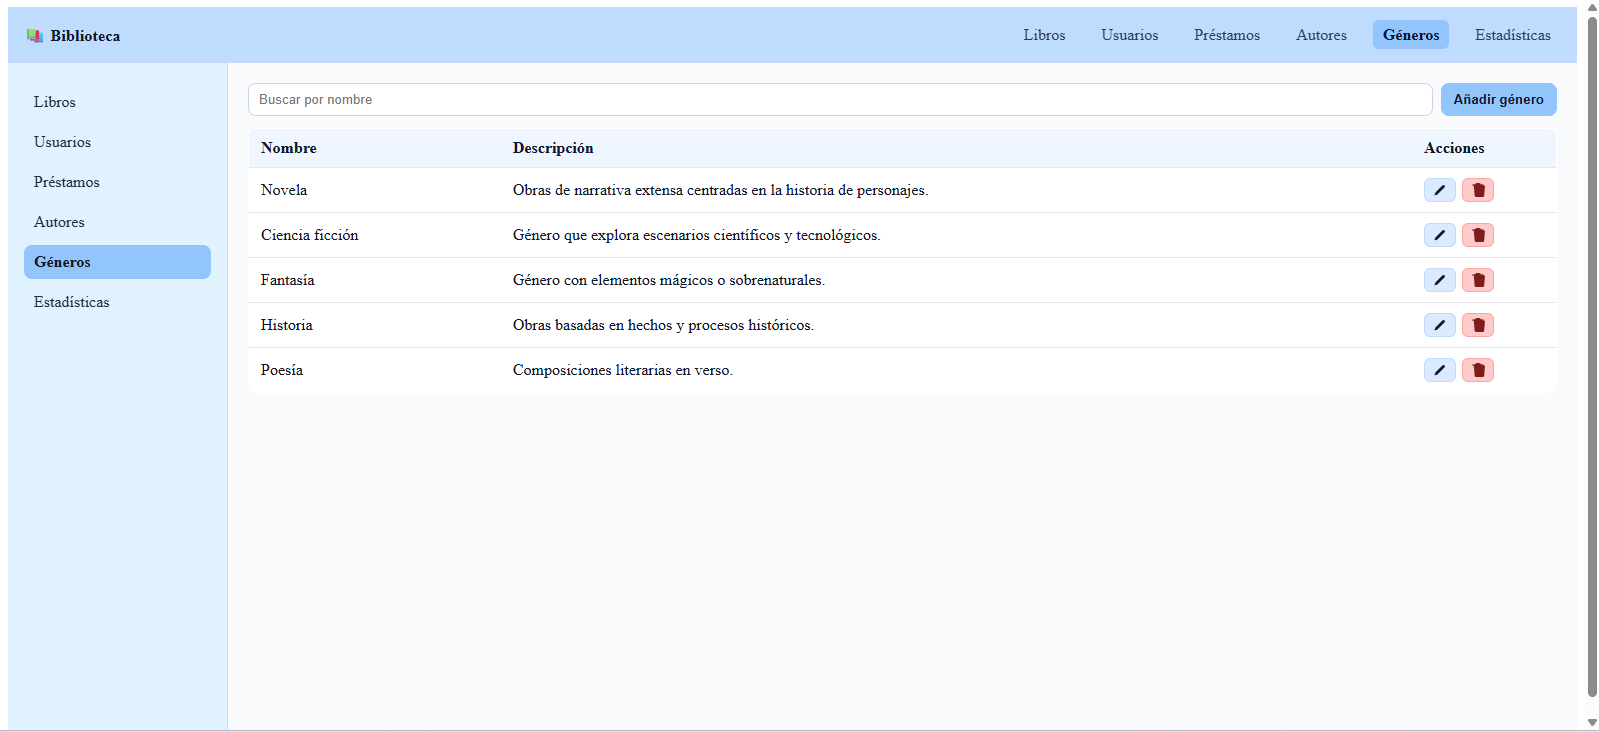 Biblioteca Libros Usuarios Préstamos Autores Géneros Estadísticas
Libros
Usuarios
Préstamos
Autores
Géneros
Estadísticas
Buscar por nombre Añadir género
Nombre Descripción Acciones
Novela Obras de narrativa extensa centradas en la historia de personajes.
Ciencia ficción Género que explora escenarios científicos y tecnológicos.
Fantasía Género con elementos mágicos o sobrenaturales.
Historia Obras basadas en hechos y procesos históricos.
Poesía Composiciones literarias en verso.